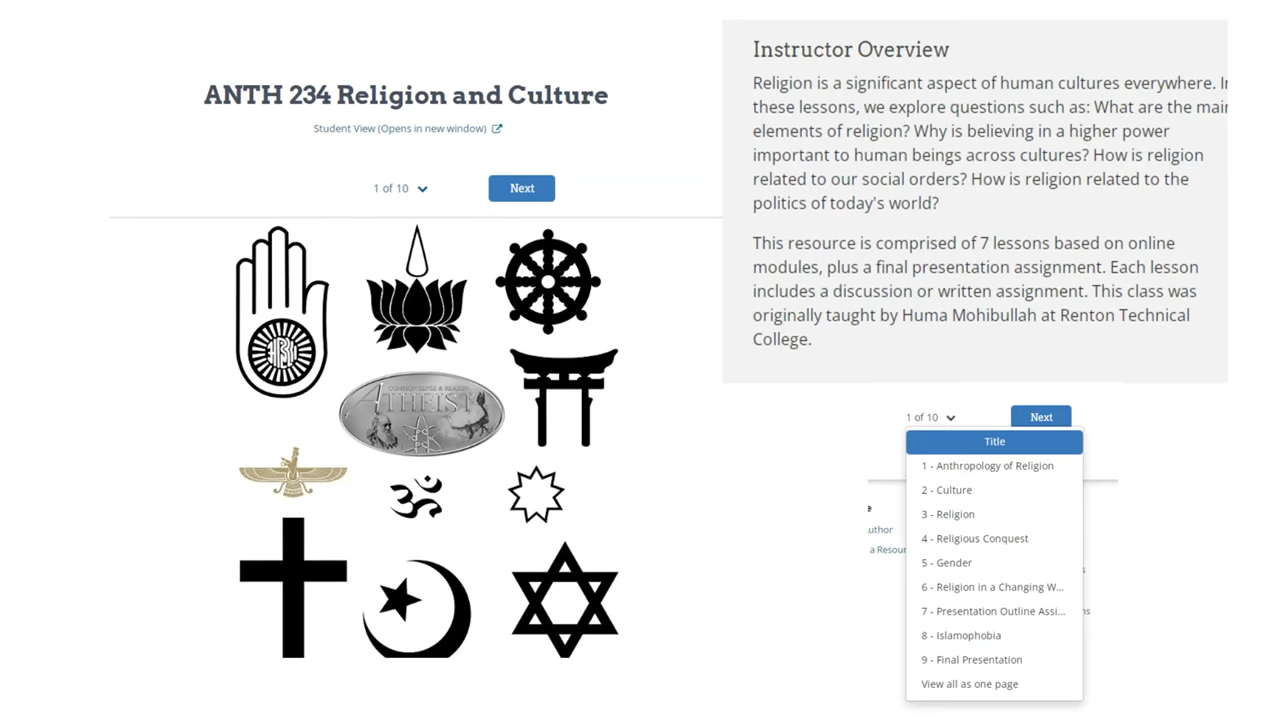 ANTH 234 Religion and Culture
Student View (Opens in new window)
1 of 10
Next
COMMON SENSE & REASON
ATHEIST
ॐ
Instructor Overview
Religion is a significant aspect of human cultures everywhere. In
these lessons, we explore questions such as: What are the main
elements of religion? Why is believing in a higher power
important to human beings across cultures? How is religion
related to our social orders? How is religion related to the
politics of today's world?
This resource is comprised of 7 lessons based on online
modules, plus a final presentation assignment. Each lesson
includes a discussion or written assignment. This class was
originally taught by Huma Mohibullah at Renton Technical
College.
1 of 10
Next
Title
1 - Anthropology of Religion
2 - Culture
3 - Religion
4 - Religious Conquest
5 - Gender
6 - Religion in a Changing W...
7 - Presentation Outline Assi...
8 - Islamophobia
9 - Final Presentation
View all as one page